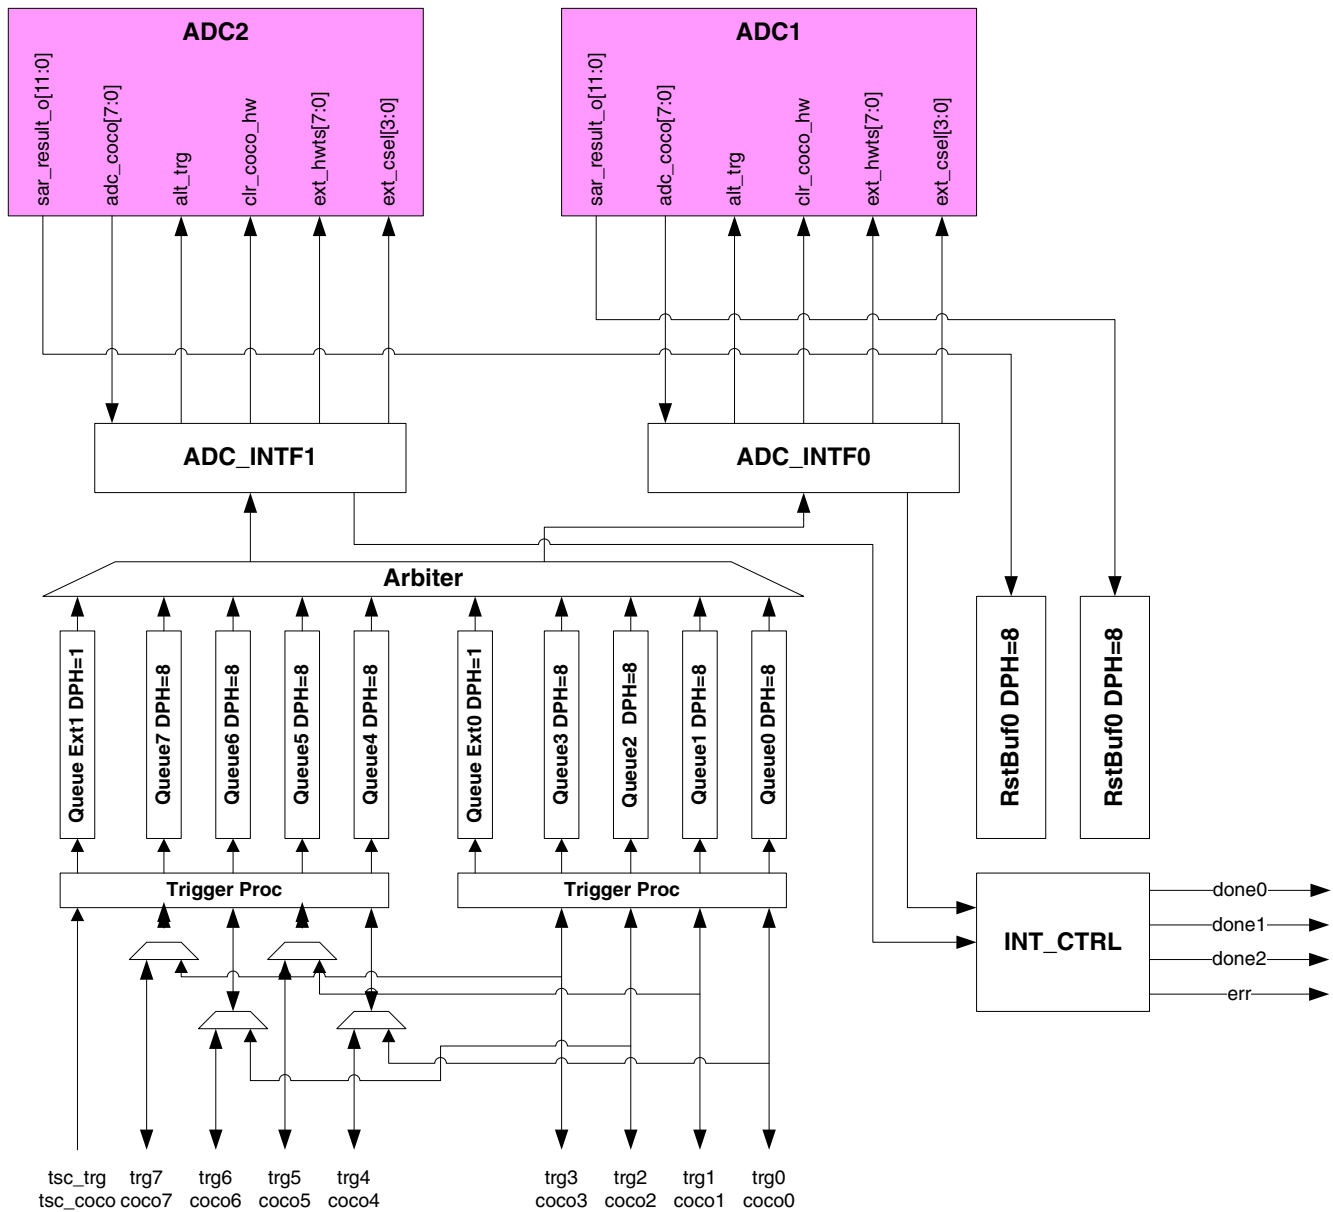 ADC2
sar_result_o[11:0]
adc_coco[7:0]
alt_trg
clr_coco_hw
ext_hwts[7:0]
ext_csel[3:0]
ADC1
sar_result_o[11:0]
adc_coco[7:0]
alt_trg
clr_coco_hw
ext_hwts[7:0]
ext_csel[3:0]
ADC_INTF1
ADC_INTF0
Arbiter
Queue Ext1 DPH=1
Queue7 DPH=8
Queue6 DPH=8
Queue5 DPH=8
Queue4 DPH=8
Queue Ext0 DPH=1
Queue3 DPH=8
Queue2 DPH=8
Queue1 DPH=8
Queue0 DPH=8
RstBuf0 DPH=8
RstBuf0 DPH=8
Trigger Proc
Trigger Proc
INT_CTRL
done0
done1
done2
err
tsc_trg
tsc_coco
trg7
coco7
trg6
coco6
trg5
coco5
trg4
coco4
trg3
coco3
trg2
coco2
trg1
coco1
trg0
coco0